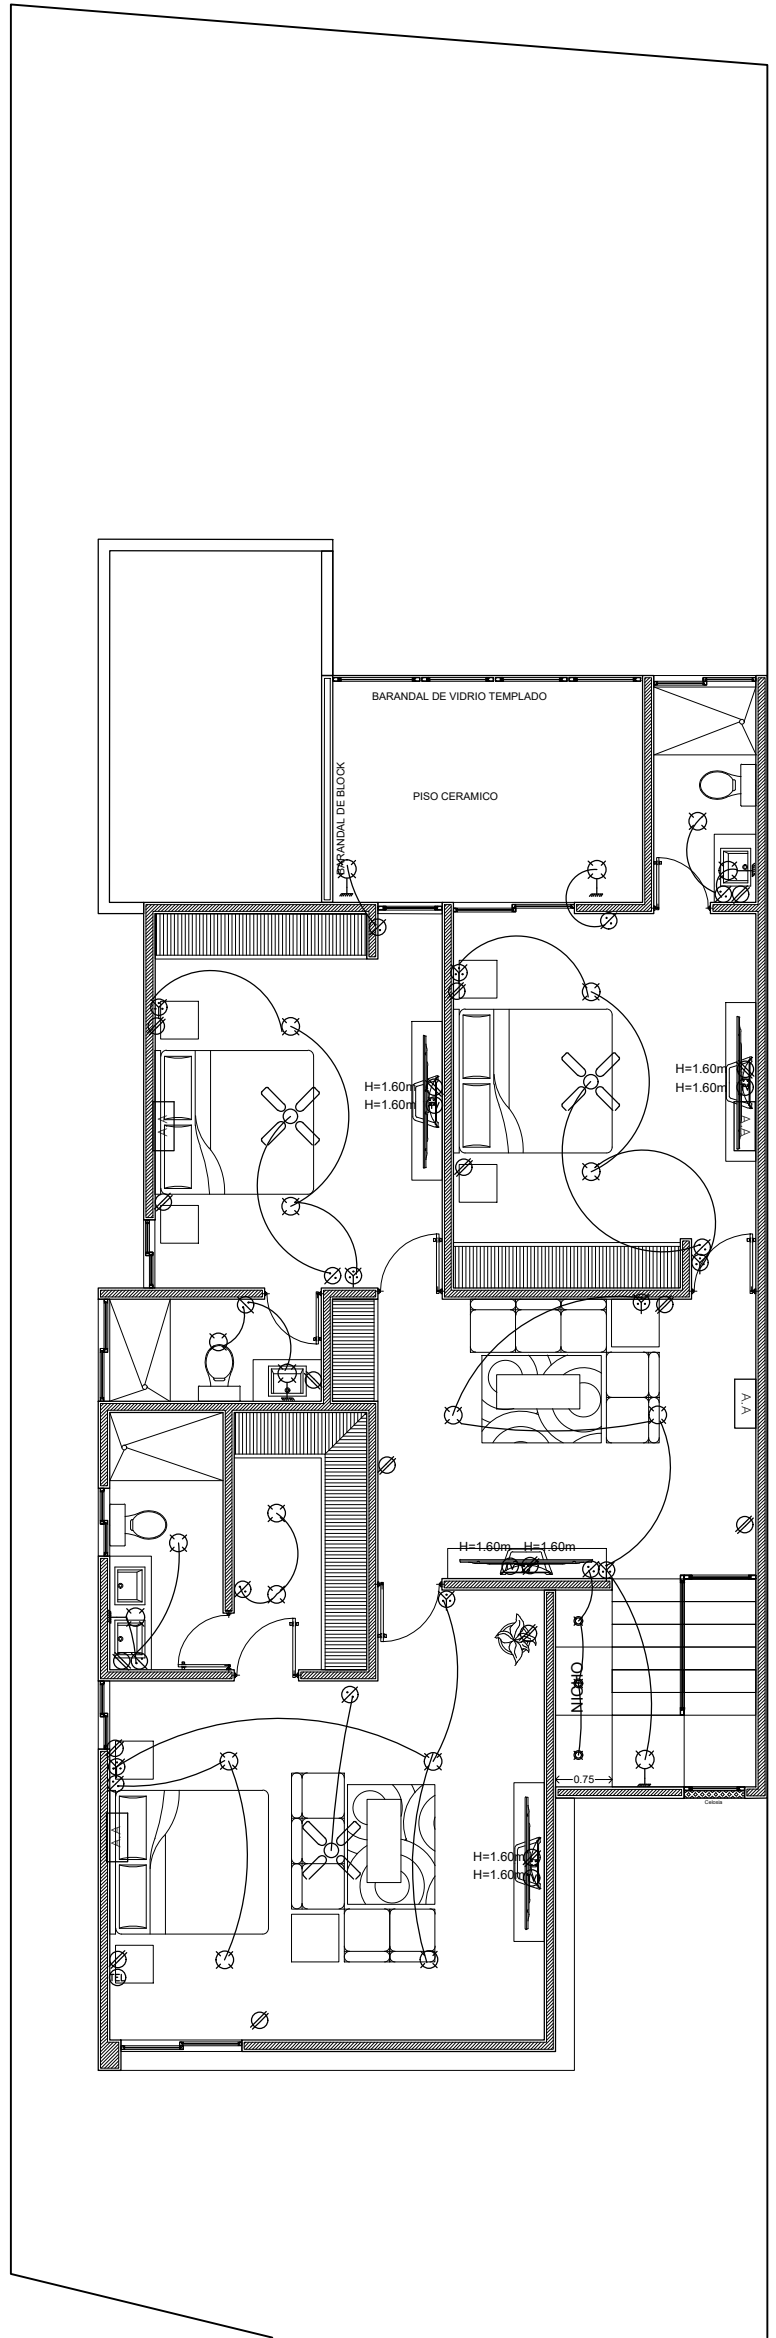 BARANDAL DE VIDRIO TEMPLADO
BARANDAL DE BLOCK
PISO CERAMICO
H=1.60m
H=1.60m
H=1.60m
H=1.60m
A.A
A.A
A.A
H=1.60m H=1.60m
NICHO
0.75
Celosia
A.A
H=1.60m
H=1.60m
TEL